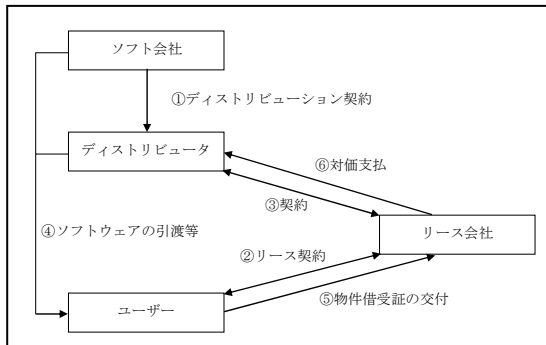 ソフト会社
①ディストリビューション契約
ディストリビュータ
⑥対価支払
③契約
④ソフトウェアの引渡等
リース会社
②リース契約
⑤物件借受証の交付
ユーザー